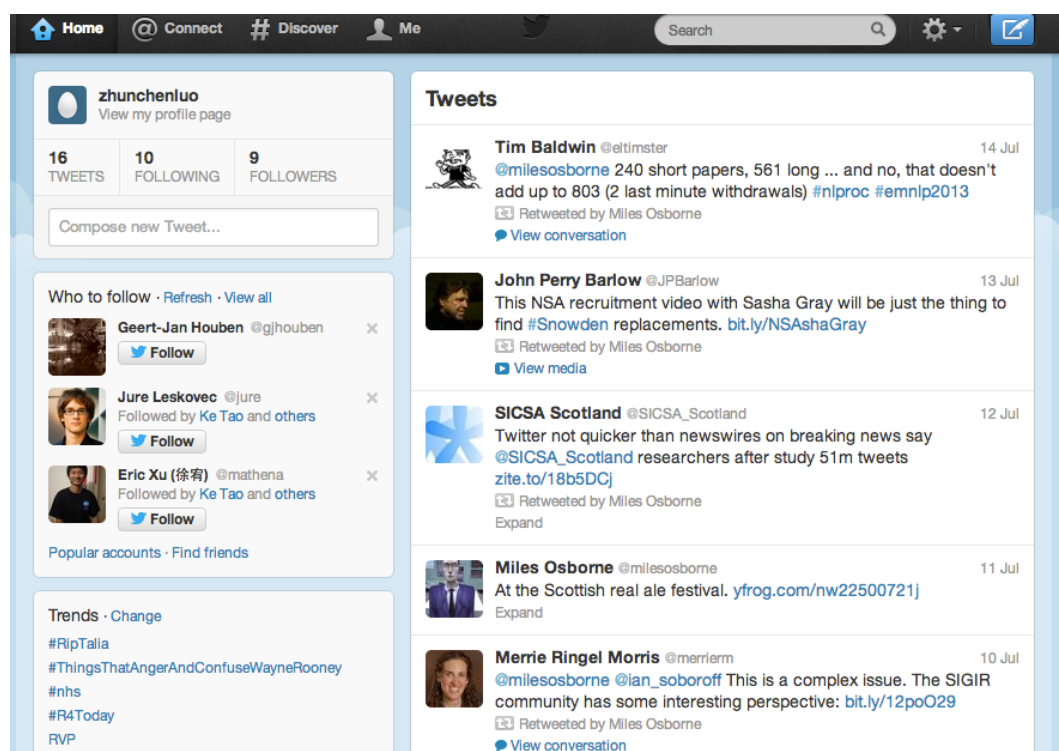 Home
Connect
Discover
Me
Search
zhunchenluo
View my profile page
16
TWEETS
10
FOLLOWING
9
FOLLOWERS
Compose new Tweet...
Who to follow · Refresh · View all
Geert-Jan Houben @gjhouben
Follow
Jure Leskovec @jure
Followed by Ke Tao and others
Follow
Eric Xu (徐宥) @mathena
Followed by Ke Tao and others
Follow
Popular accounts · Find friends
Trends · Change
#RipTalia
#ThingsThatAngerAndConfuseWayneRooney
#nhs
#R4Today
RVP
Tweets
Tim Baldwin @eltimster 14 Jul
@milesosborne 240 short papers, 561 long ... and no, that doesn't
add up to 803 (2 last minute withdrawals) #nlproc #emnlp2013
Retweeted by Miles Osborne
View conversation
John Perry Barlow @JPBarlow 13 Jul
This NSA recruitment video with Sasha Gray will be just the thing to
find #Snowden replacements. bit.ly/NSAshaGray
Retweeted by Miles Osborne
View media
SICSA Scotland @SICSA_Scotland 12 Jul
Twitter not quicker than newswires on breaking news say
@SICSA_Scotland researchers after study 51m tweets
zite.to/18b5DCj
Retweeted by Miles Osborne
Expand
Miles Osborne @milesosborne 11 Jul
At the Scottish real ale festival. yfrog.com/nw22500721j
Expand
Merrie Ringel Morris @merrierm 10 Jul
@milesosborne @ian_soboroff This is a complex issue. The SIGIR
community has some interesting perspective: bit.ly/12poO29
Retweeted by Miles Osborne
View conversation